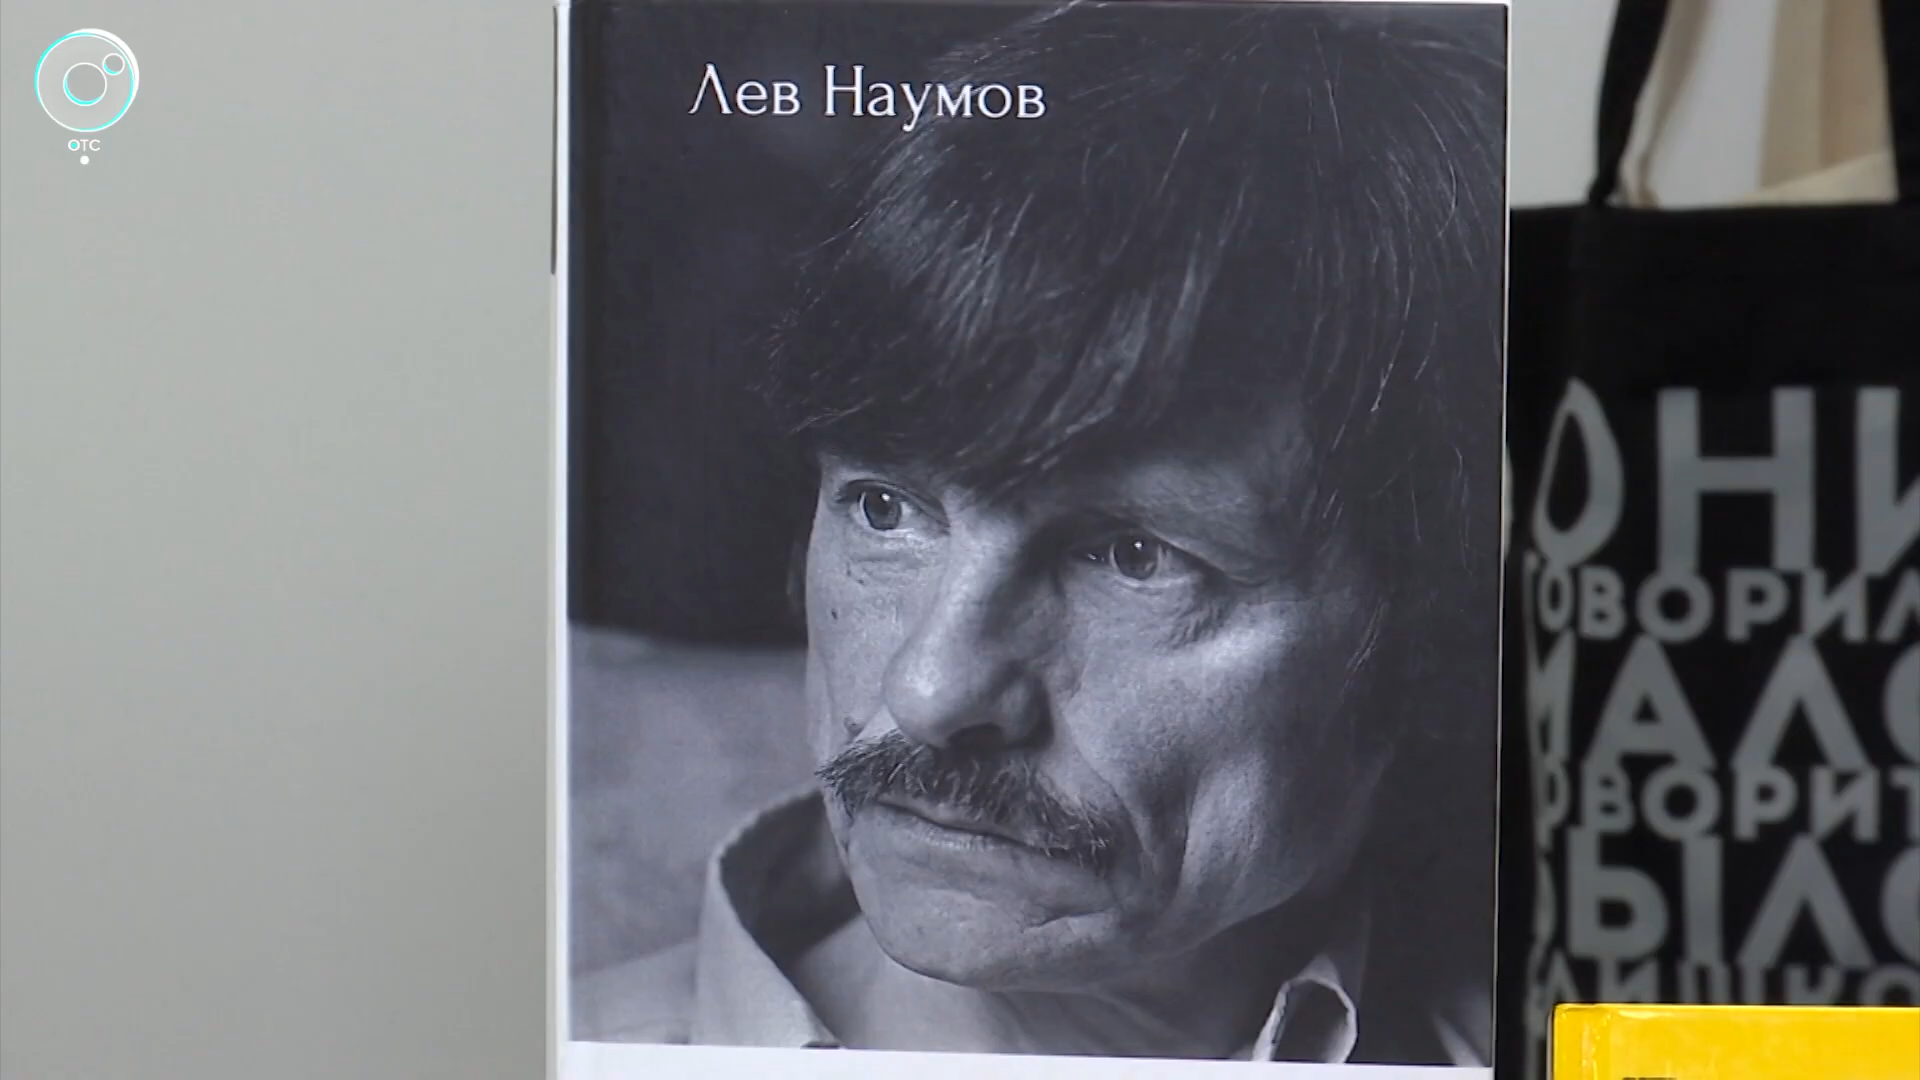 ОТС
Лев Наумов
ОНИ
ГОВОРИЛ
МАЛО
ГОВОРИТ
БЫЛО